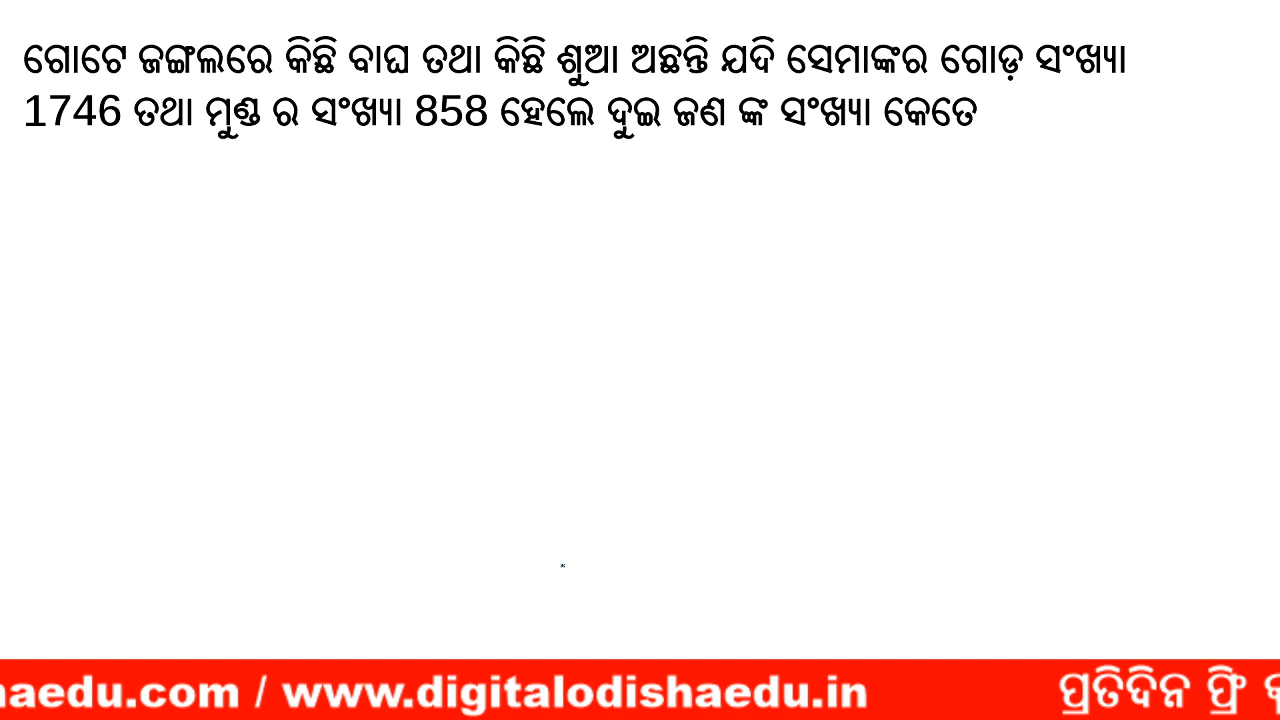 ଗୋଟେ ଜଙ୍ଗଲରେ କିଛି ବାଘ ତଥା କିଛି ଶୁଆ ଅଛନ୍ତି ଯଦି ସେମାଙ୍କର ଗୋଡ଼ ସଂଖ୍ୟା
1746 ତଥା ମୁଣ୍ଡ ର ସଂଖ୍ୟା 858 ହେଲେ ଦୁଇ ଜଣ ଙ୍କ ସଂଖ୍ୟା କେତେ
haedu.com / www.digitalodishaedu.in ପ୍ରତିଦିନ ଫ୍ରି